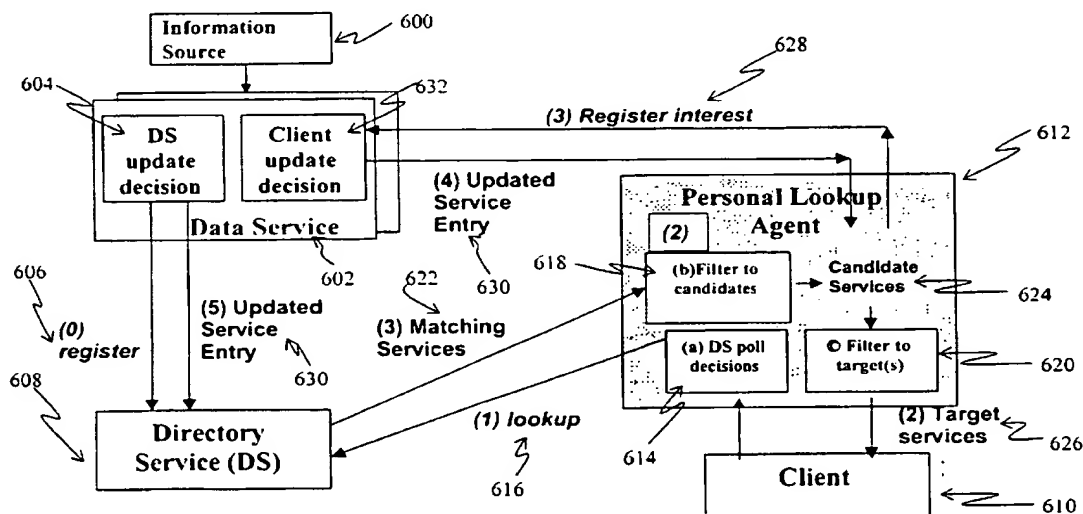 Information
Source
600
604
632
628
DS
update
decision
Client
update
decision
Data Service
602
(3) Register interest
612
(4) Updated
Service
Entry
630
Personal Lookup
Agent
(2)
618
(b)Filter to
candidates
Candidate
Services
624
(a) DS poll
decisions
© Filter to
target(s)
620
606
(0)
register
(5) Updated
Service
Entry
630
622
(3) Matching
Services
608
Directory
Service (DS)
(1) lookup
616
614
(2) Target
services
626
Client
610